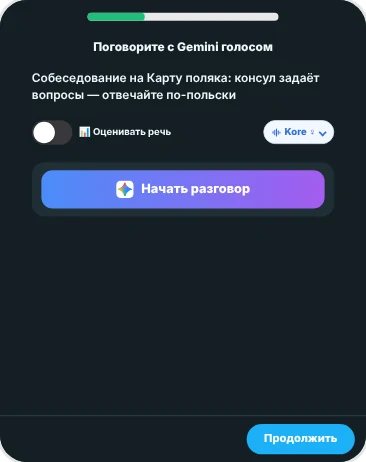 Поговорите с Gemini голосом
Собеседование на Карту поляка: консул задаёт
вопросы — отвечайте по-польски
📊 Оценивать речь
Kore ♀
Начать разговор
Продолжить